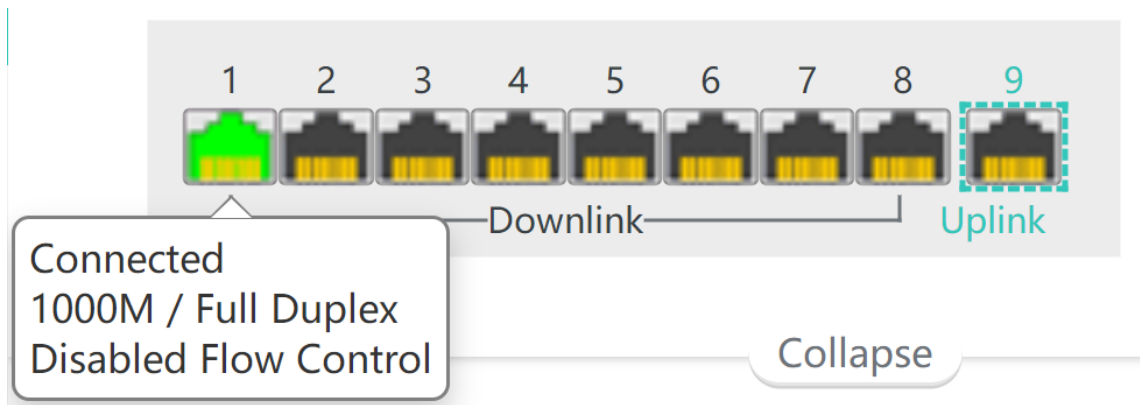 1 2 3 4 5 6 7 8 9
Downlink
Uplink
Connected
1000M / Full Duplex
Disabled Flow Control
Collapse